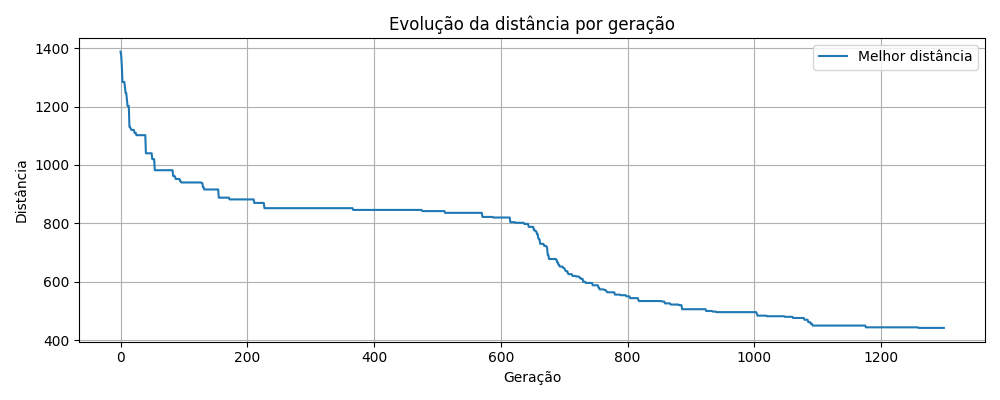 Evolução da distância por geração
Melhor distância
Distância
1400
1200
1000
800
600
400
0 200 400 600 800 1000 1200
Geração